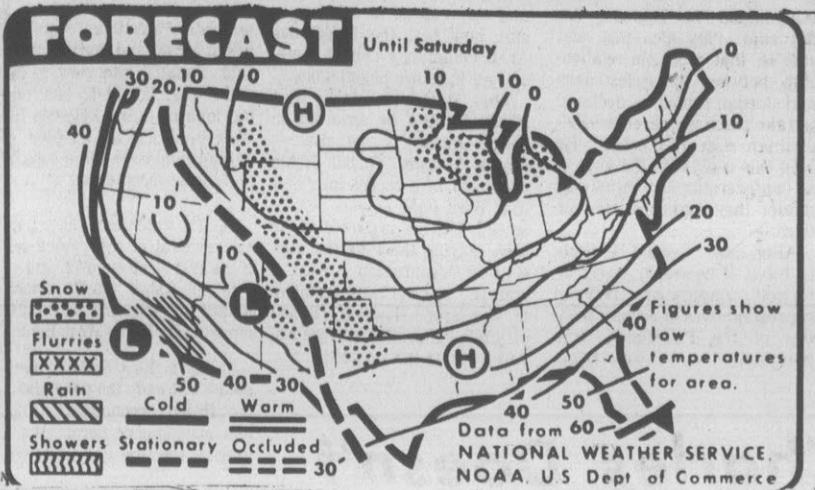 FORECAST
Until Saturday
30 20 10 0
10 10 0 0 0
40
H
10
10
20
10
30
Snow
L
L
Figures show
40 low
Flurries
XXXX
temperatures
H
for area.
Rain
50 40 30
50
Cold Warm
40
Data from 60
Showers Stationary Occluded
NATIONAL WEATHER SERVICE,
30
NOAA, U.S Dept of Commerce